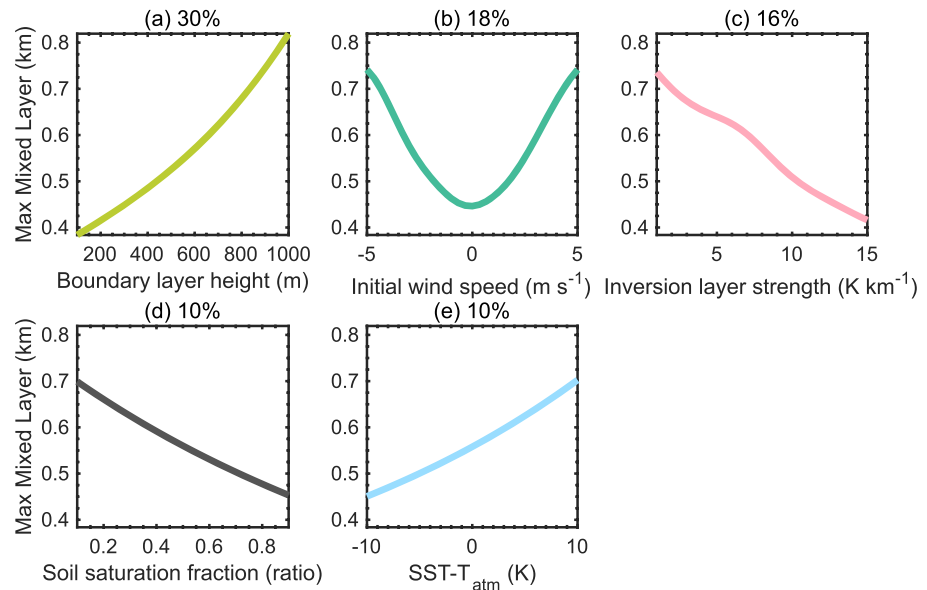 (a) 30%
(b) 18%
(c) 16%
Max Mixed Layer (km)
0.8
0.7
0.6
0.5
0.4
200 400 600 800 1000
Boundary layer height (m)
0.8
0.7
0.6
0.5
0.4
-5 0 5
Initial wind speed (m s⁻¹)
0.8
0.7
0.6
0.5
0.4
5 10 15
Inversion layer strength (K km⁻¹)
(d) 10%
(e) 10%
Max Mixed Layer (km)
0.8
0.7
0.6
0.5
0.4
0.2 0.4 0.6 0.8
Soil saturation fraction (ratio)
0.8
0.7
0.6
0.5
0.4
-10 0 10
SST-T_atm (K)